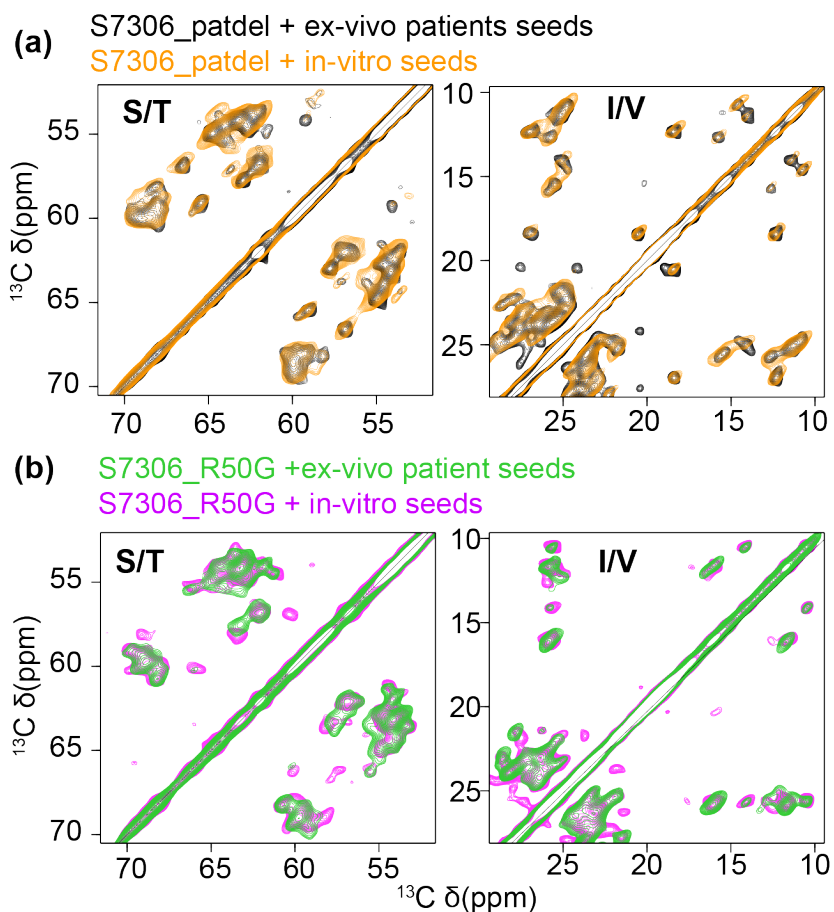 (a)
S7306_patdel + ex-vivo patients seeds
S7306_patdel + in-vitro seeds
S/T
I/V
55
60
65
70
10
15
20
25
70 65 60 55
25 20 15 10
13C δ(ppm)
(b)
S7306_R50G +ex-vivo patient seeds
S7306_R50G + in-vitro seeds
S/T
I/V
55
60
65
70
10
15
20
25
70 65 60 55
25 20 15 10
13C δ(ppm)
13C δ(ppm)